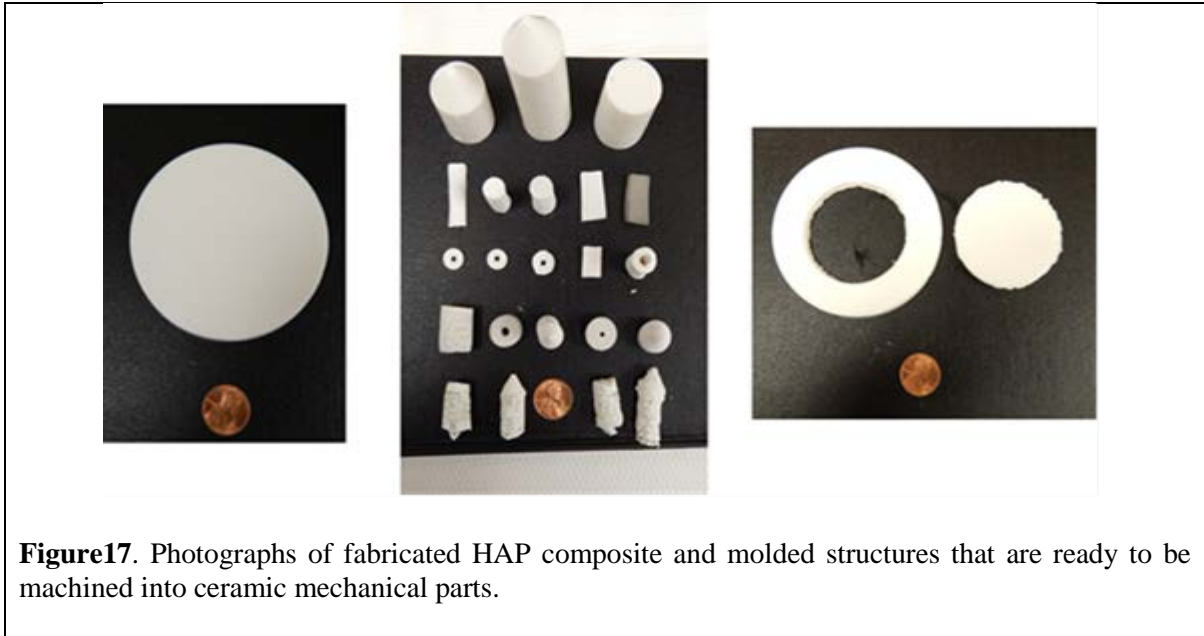 Figure17. Photographs of fabricated HAP composite and molded structures that are ready to be
machined into ceramic mechanical parts.